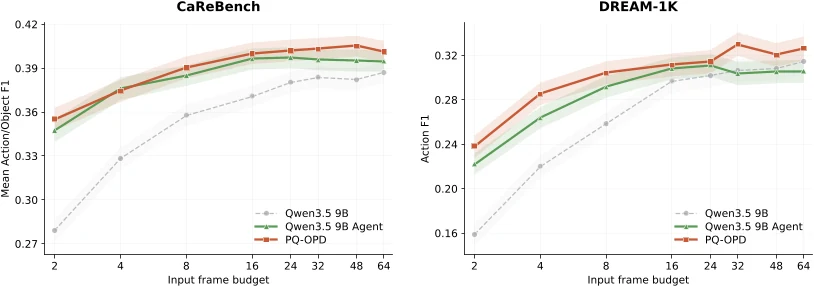 CaReBench
Mean Action/Object F1
0.42
0.39
0.36
0.33
0.30
0.27
Qwen3.5 9B
Qwen3.5 9B Agent
PQ-OPD
2 4 8 16 24 32 48 64
Input frame budget
DREAM-1K
Action F1
0.32
0.28
0.24
0.20
0.16
Qwen3.5 9B
Qwen3.5 9B Agent
PQ-OPD
2 4 8 16 24 32 48 64
Input frame budget